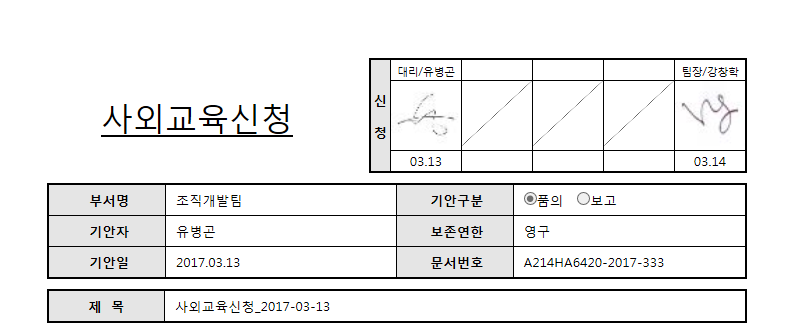 대리/유병곤 팀장/강창학
신청
사외교육신청
03.13 03.14
부서명 조직개발팀 기안구분 품의 보고
기안자 유병곤 보존연한 영구
기안일 2017.03.13 문서번호 A214HA6420-2017-333
제 목 사외교육신청_2017-03-13